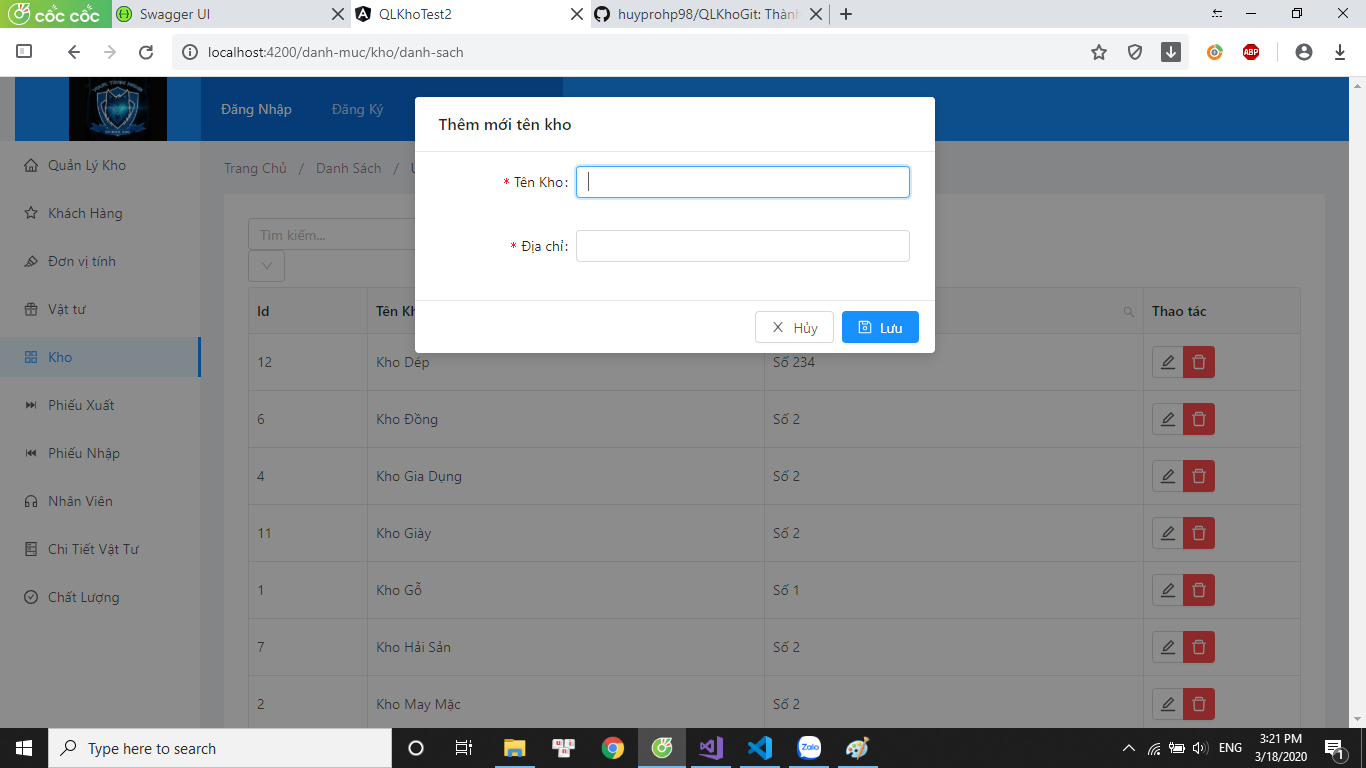 cốc cốc Swagger UI QLKhoTest2 huyprohp98/QLKhoGit: Thành
localhost:4200/danh-muc/kho/danh-sach ABP
Đăng Nhập Đăng Ký
Thêm mới tên kho
* Tên Kho:
* Địa chỉ:
Hủy Lưu
Quản Lý Kho
Khách Hàng
Đơn vị tính
Vật tư
Kho
Phiếu Xuất
Phiếu Nhập
Nhân Viên
Chi Tiết Vật Tư
Chất Lượng
Trang Chủ / Danh Sách /
Tìm kiếm...
Id Tên Kh Thao tác
12 Kho Dép Số 234
6 Kho Đồng Số 2
4 Kho Gia Dụng Số 2
11 Kho Giày Số 2
1 Kho Gỗ Số 1
7 Kho Hải Sản Số 2
2 Kho May Mặc Số 2
Type here to search
Zalo
ENG
3:21 PM
3/18/2020
1